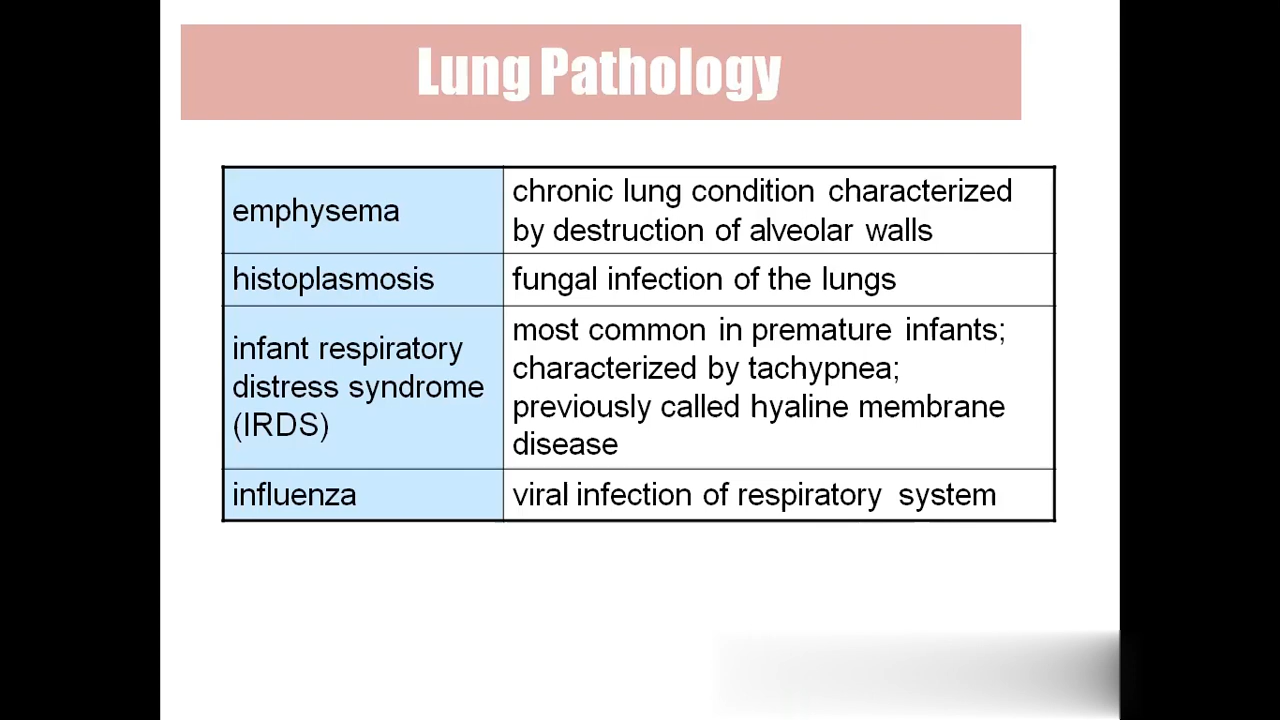 Lung Pathology
emphysema
chronic lung condition characterized
by destruction of alveolar walls
histoplasmosis
fungal infection of the lungs
infant respiratory
distress syndrome
(IRDS)
most common in premature infants;
characterized by tachypnea;
previously called hyaline membrane
disease
influenza
viral infection of respiratory system